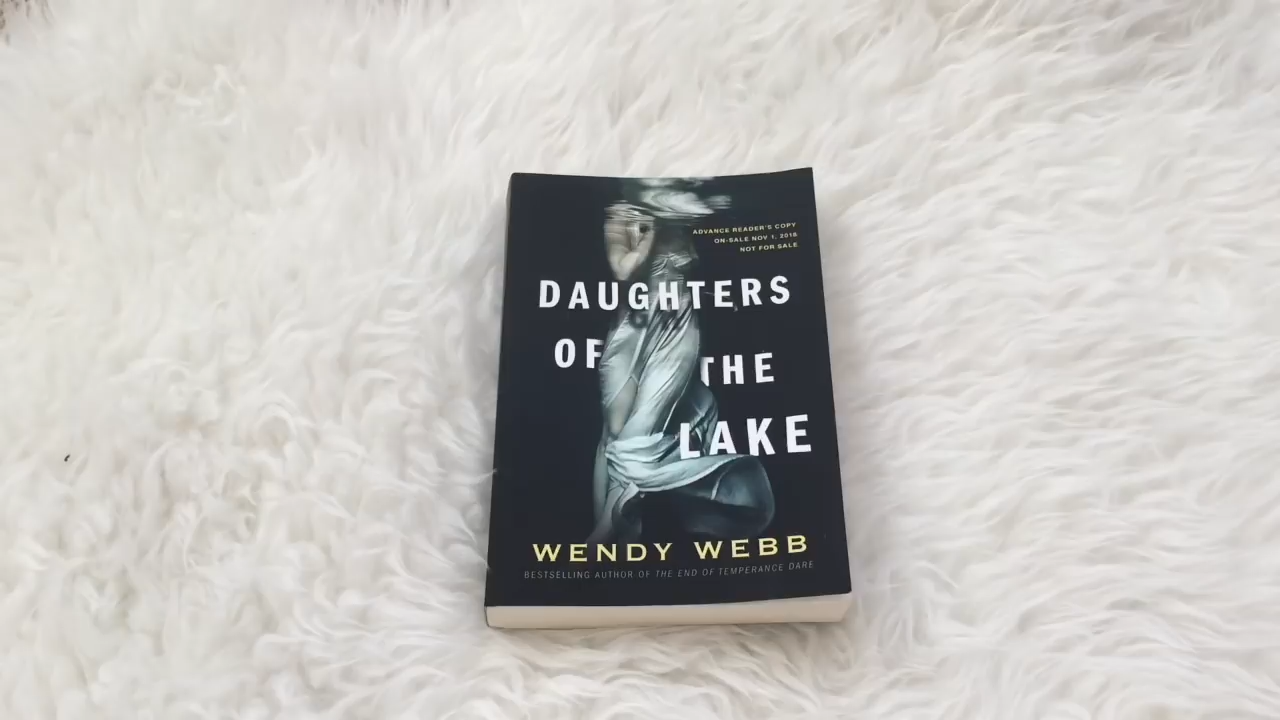 ADVANCE READER'S COPY
ON-SALE NOV 1, 2018
NOT FOR SALE
DAUGHTERS
OF THE
LAKE
WENDY WEBB
BESTSELLING AUTHOR OF THE END OF TEMPERANCE DARE